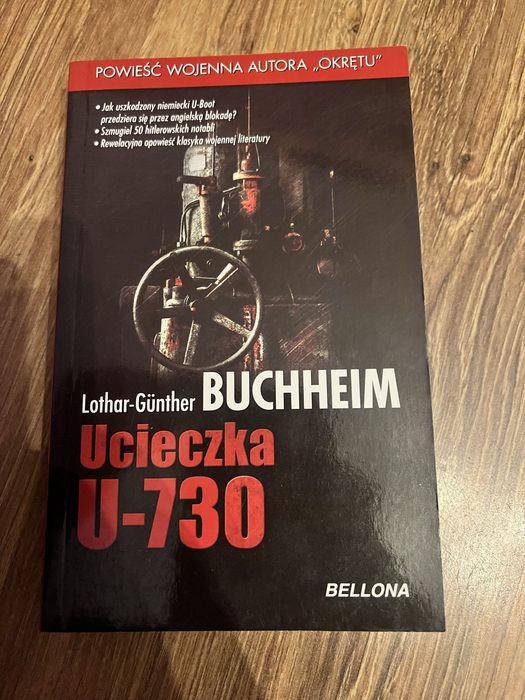 POWIEŚĆ WOJENNA AUTORA „OKRĘTU”
• Jak uszkodzony niemiecki U-Boot
przedziera się przez angielską blokadę?
• Szmugiel 50 hitlerowskich notabli
• Rewelacyjna opowieść klasyka wojennej literatury
Lothar-Günther BUCHHEIM
Ucieczka
U-730
BELLONA